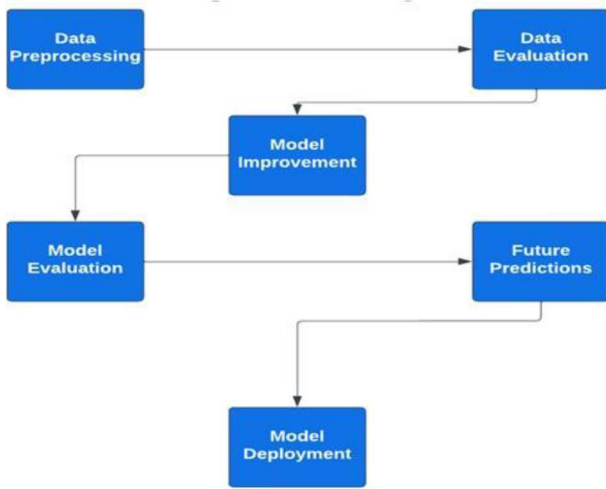 Data
Preprocessing
Data
Evaluation
Model
Improvement
Model
Evaluation
Future
Predictions
Model
Deployment